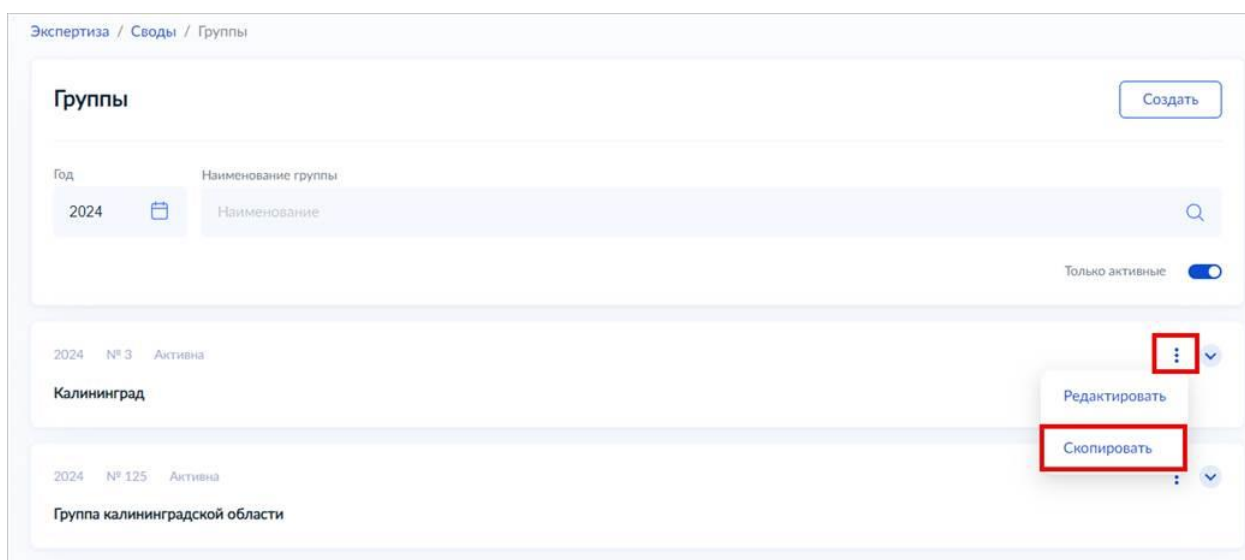 Экспертиза / Своды / Группы
Группы
Создать
Год
Наименование группы
2024
Наименование
Только активные
2024 № 3 Активна
Калининград
Редактировать
Скопировать
2024 № 125 Активна
Группа калининградской области